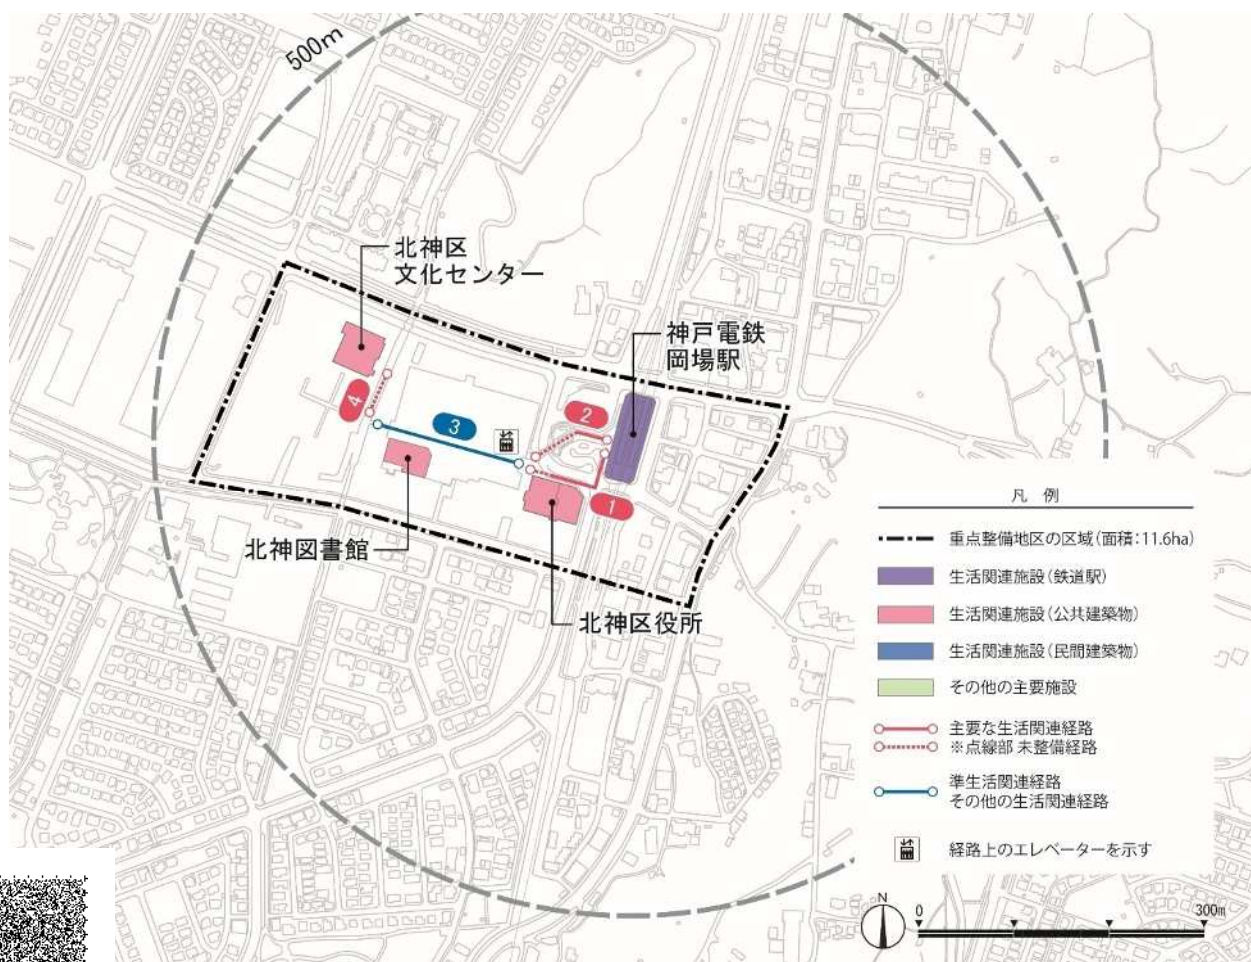 500m
北神区
文化センター
神戸電鉄
岡場駅
4
3
2
1
北神図書館
北神区役所
凡 例
重点整備地区の区域(面積:11.6ha)
生活関連施設(鉄道駅)
生活関連施設(公共建築物)
生活関連施設(民間建築物)
その他の主要施設
主要な生活関連経路
※点線部 未整備経路
準生活関連経路
その他の生活関連経路
経路上のエレベーターを示す
N
0
300m